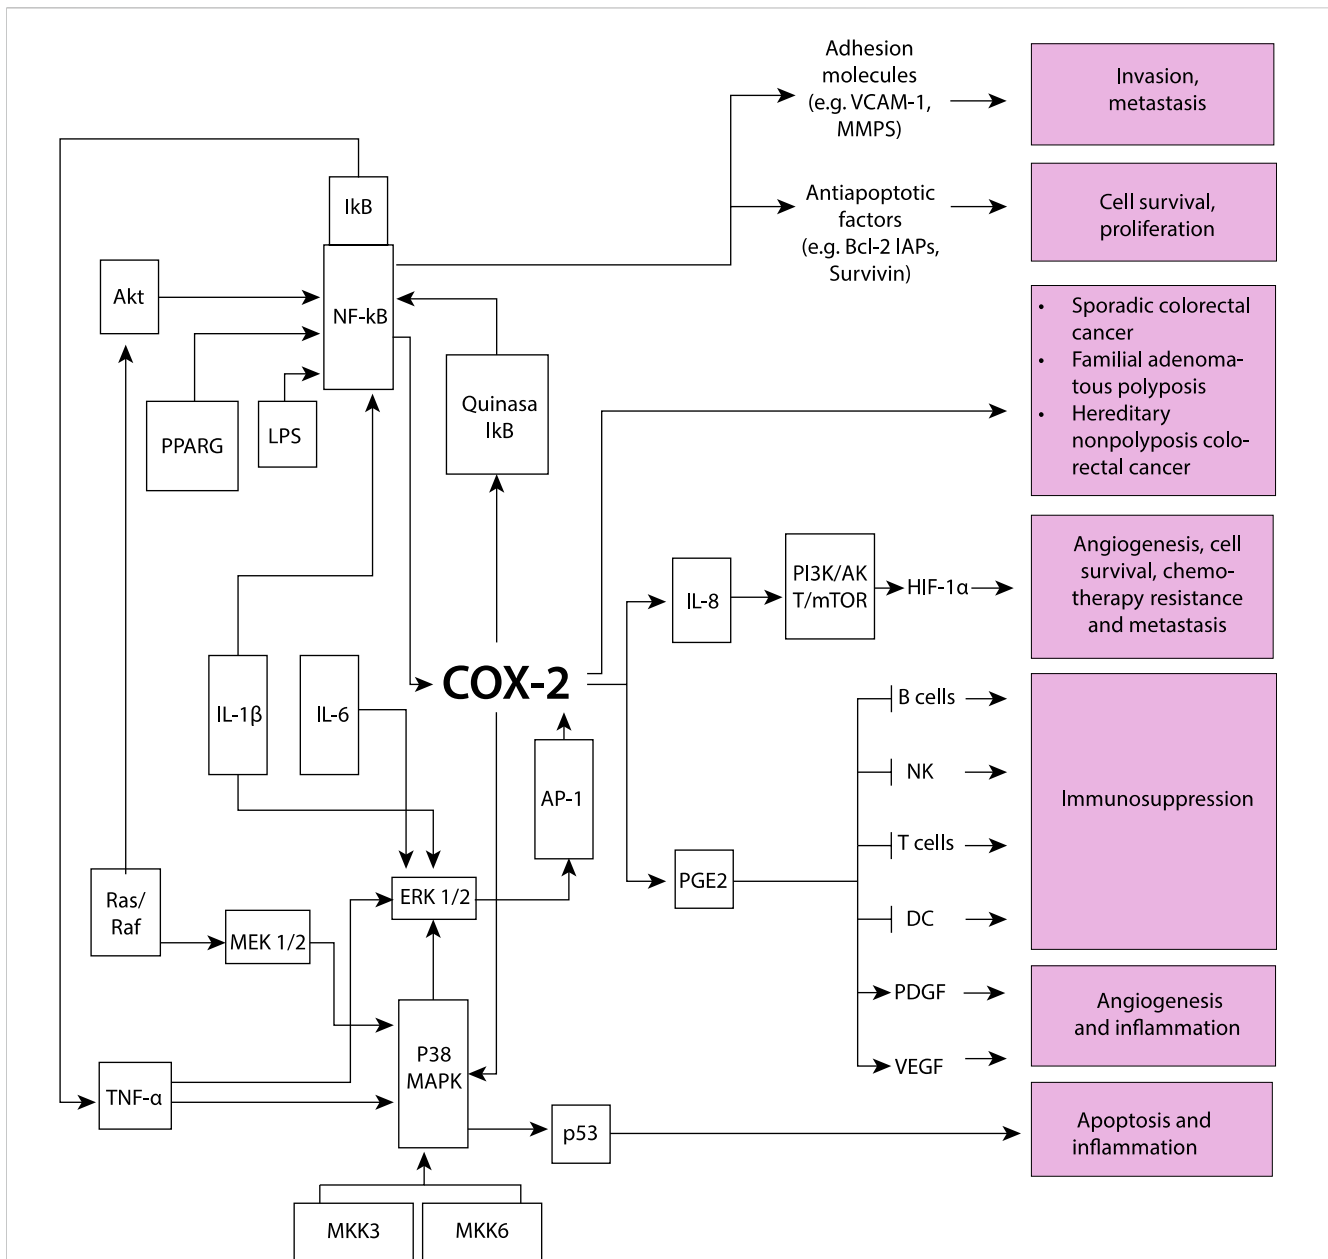 Adhesion
molecules
(e.g. VCAM-1,
MMPS)
Invasion,
metastasis
IkB
Antiapoptotic
factors
(e.g. Bcl-2 IAPs,
Survivin)
Cell survival,
proliferation
Akt
NF-kB
PPARG
LPS
Quinasa
IkB
• Sporadic colorectal
cancer
• Familial adenoma-
tous polyposis
• Hereditary
nonpolyposis colo-
rectal cancer
IL-8
PI3K/AK
T/mTOR
HIF-1α
Angiogenesis, cell
survival, chemo-
therapy resistance
and metastasis
IL-1β
IL-6
COX-2
AP-1
B cells
NK
T cells
DC
Immunosuppression
Ras/
Raf
MEK 1/2
ERK 1/2
PGE2
PDGF
VEGF
Angiogenesis
and inflammation
TNF-α
P38
MAPK
p53
Apoptosis and
inflammation
MKK3
MKK6